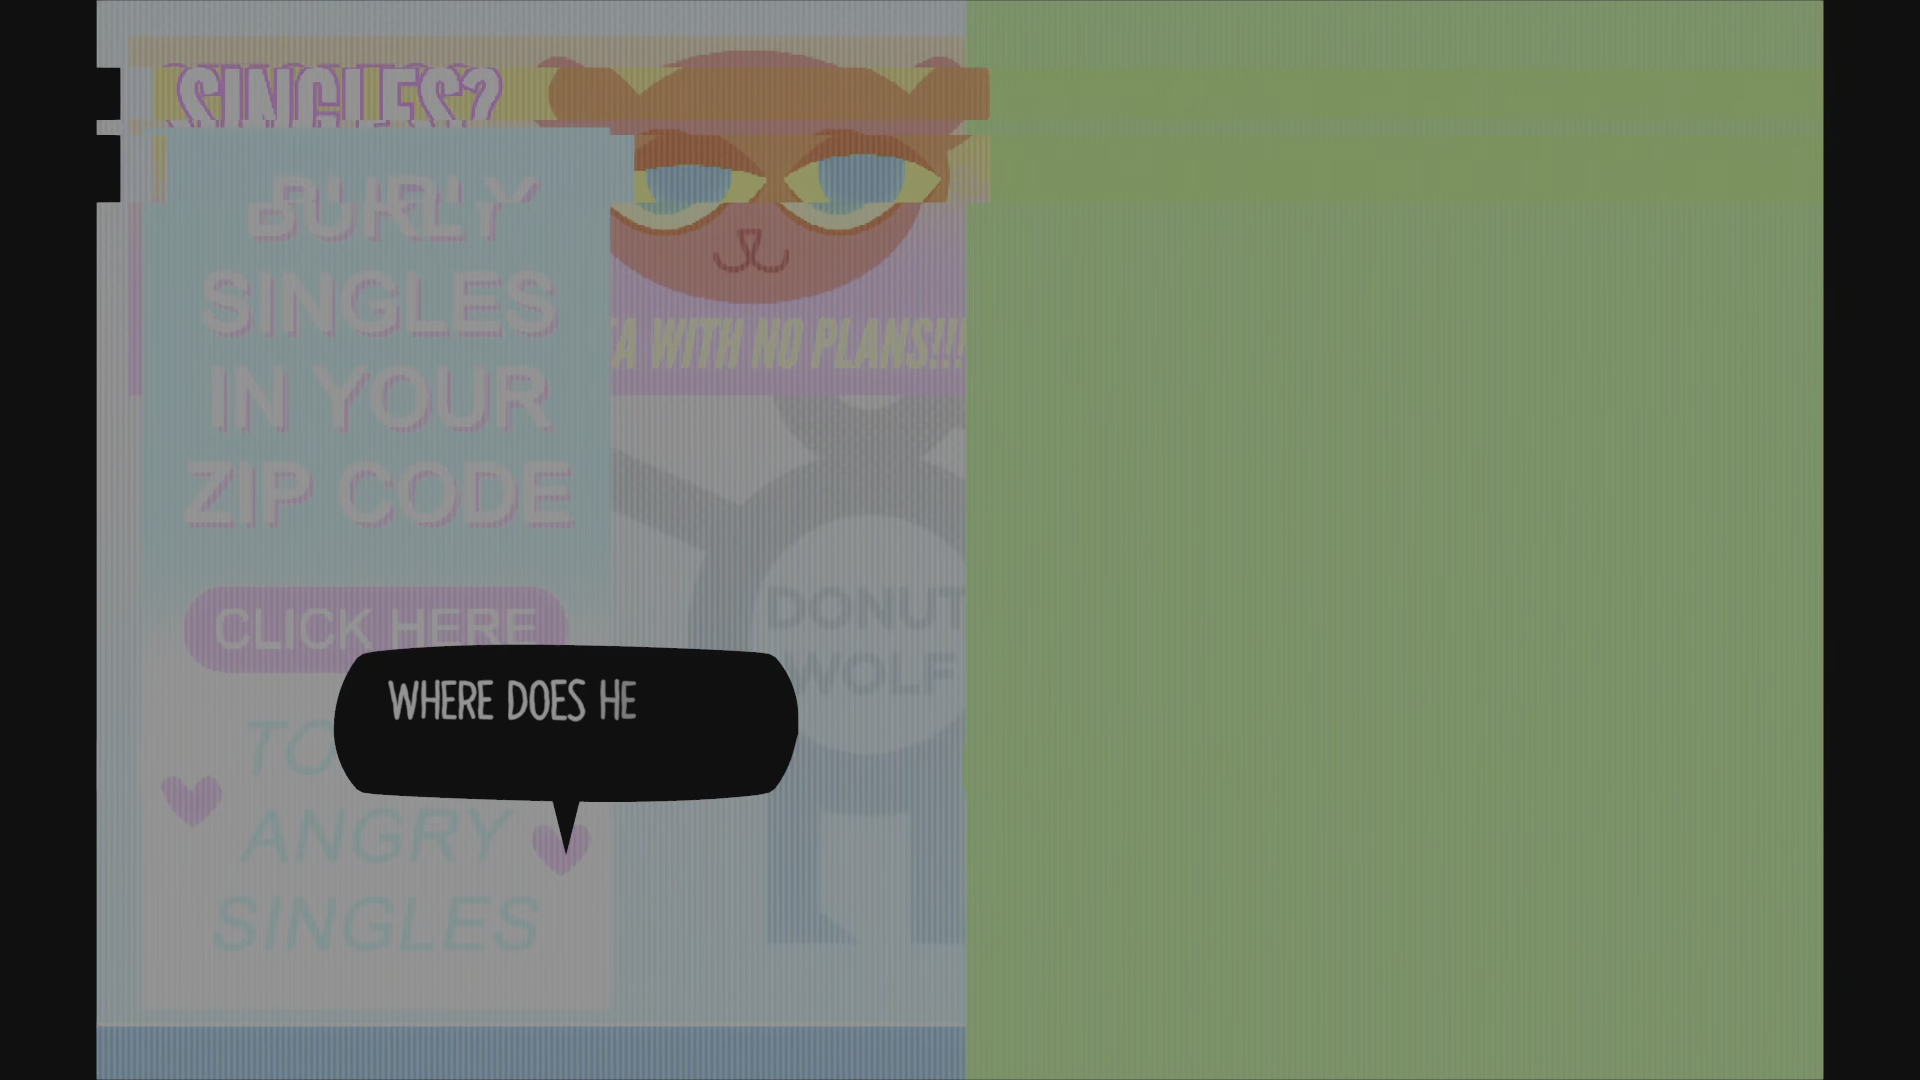 SINGLES?
BURLY
SINGLES
IN YOUR
ZIP CODE
CLICK HERE
TO
ANGRY
SINGLES
WITH NO PLANS!!!
DONUT
WOLF
WHERE DOES HE